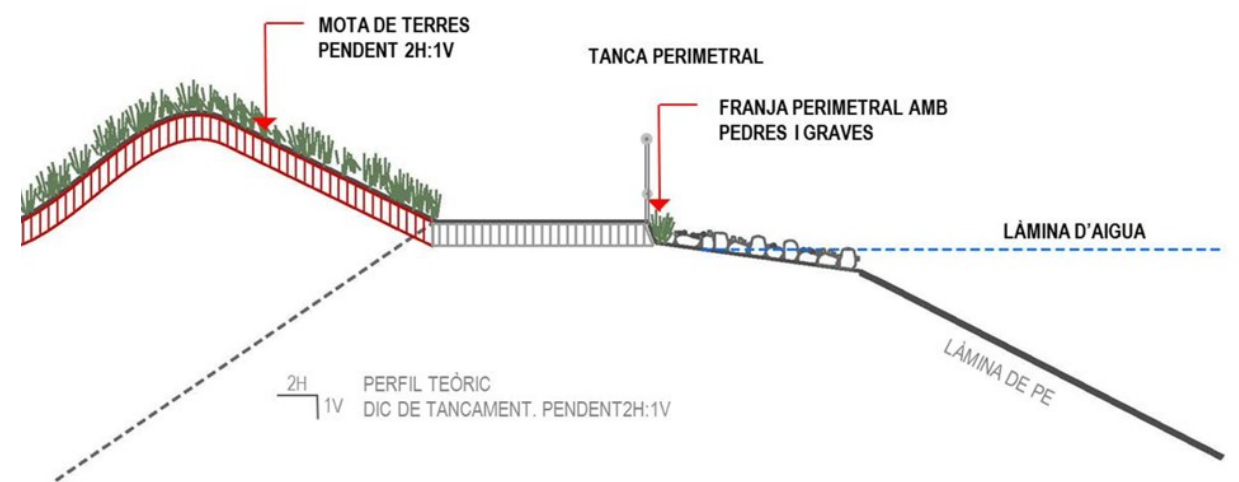 MOTA DE TERRES
PENDENT 2H:1V
TANCA PERIMETRAL
FRANJA PERIMETRAL AMB
PEDRES I GRAVES
LÀMINA D'AIGUA
LÀMINA DE PE
2H
1V
PERFIL TEÒRIC
DIC DE TANCAMENT. PENDENT2H:1V